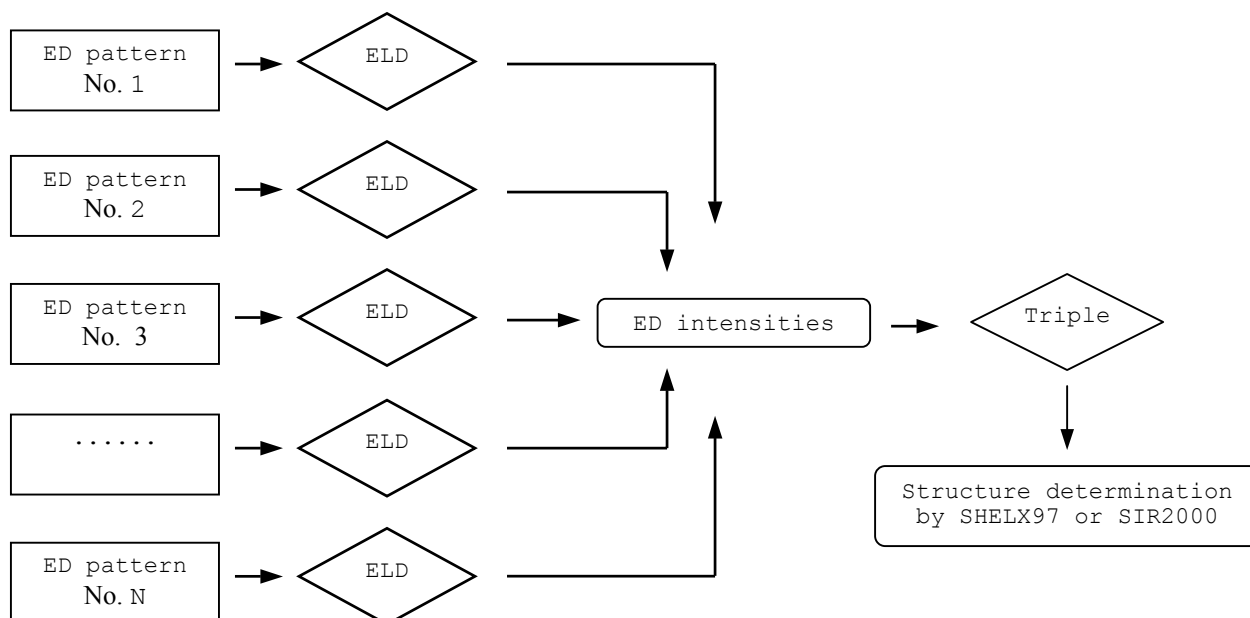 ED pattern
No. 1
ELD
ED pattern
No. 2
ELD
ED pattern
No. 3
ELD
ED intensities
Triple
......
ELD
Structure determination
by SHELX97 or SIR2000
ED pattern
No. N
ELD